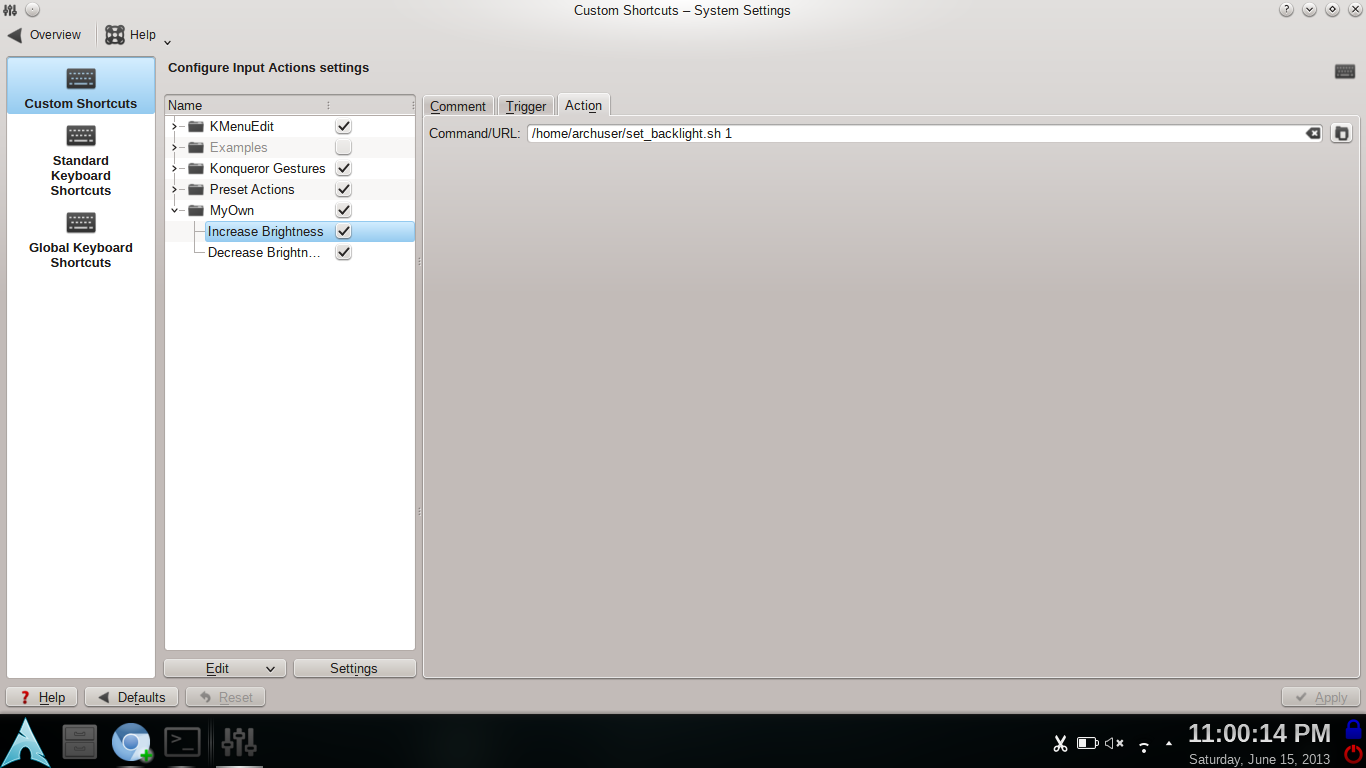 Custom Shortcuts – System Settings
Overview
Help
Custom Shortcuts
Standard
Keyboard
Shortcuts
Global Keyboard
Shortcuts
Configure Input Actions settings
Name
KMenuEdit
Examples
Konqueror Gestures
Preset Actions
MyOwn
Increase Brightness
Decrease Brightn…
Edit
Settings
Comment
Trigger
Action
Command/URL: /home/archuser/set_backlight.sh 1
Help
Defaults
Reset
Apply
11:00:14 PM
Saturday, June 15, 2013